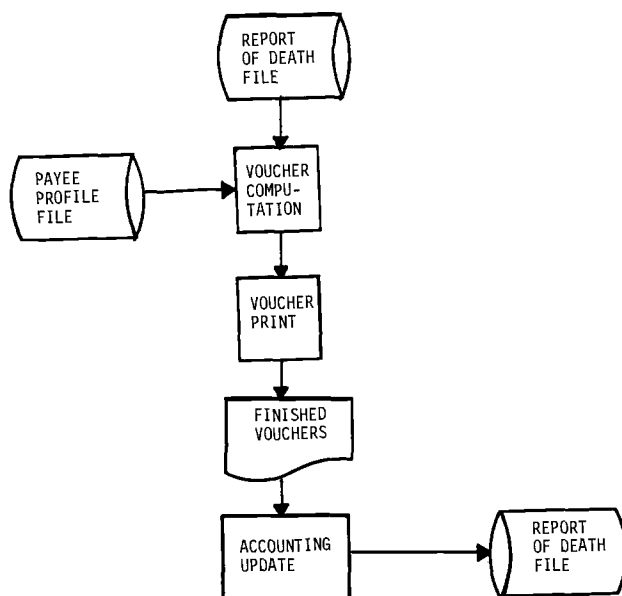 REPORT
OF DEATH
FILE
PAYEE
PROFILE
FILE
VOUCHER
COMPU-
TATION
VOUCHER
PRINT
FINISHED
VOUCHERS
ACCOUNTING
UPDATE
REPORT
OF DEATH
FILE